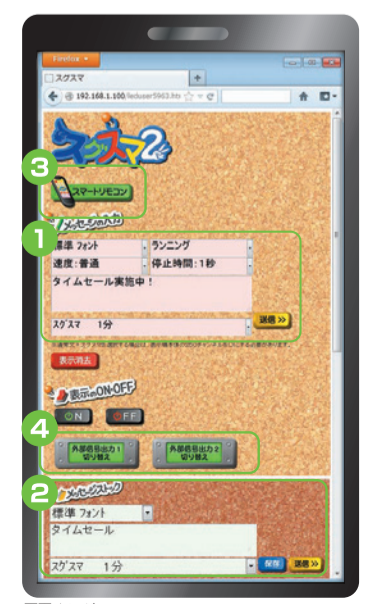 Firefox
スグスマ
192.168.1.100/leduser5963.htm
スグスマ2
3
スマートリモコン
メッセージの入力
1
標準 フォント
ランニング
速度:普通
停止時間:1秒
タイムセール実施中!
スグスマ 1分
送信 »
表示消去
表示のON・OFF
ON
OFF
4
外部信号出力1
切り替え
外部信号出力2
切り替え
2
メッセージストック
標準 フォント
タイムセール
スグスマ 1分
保存
送信 »